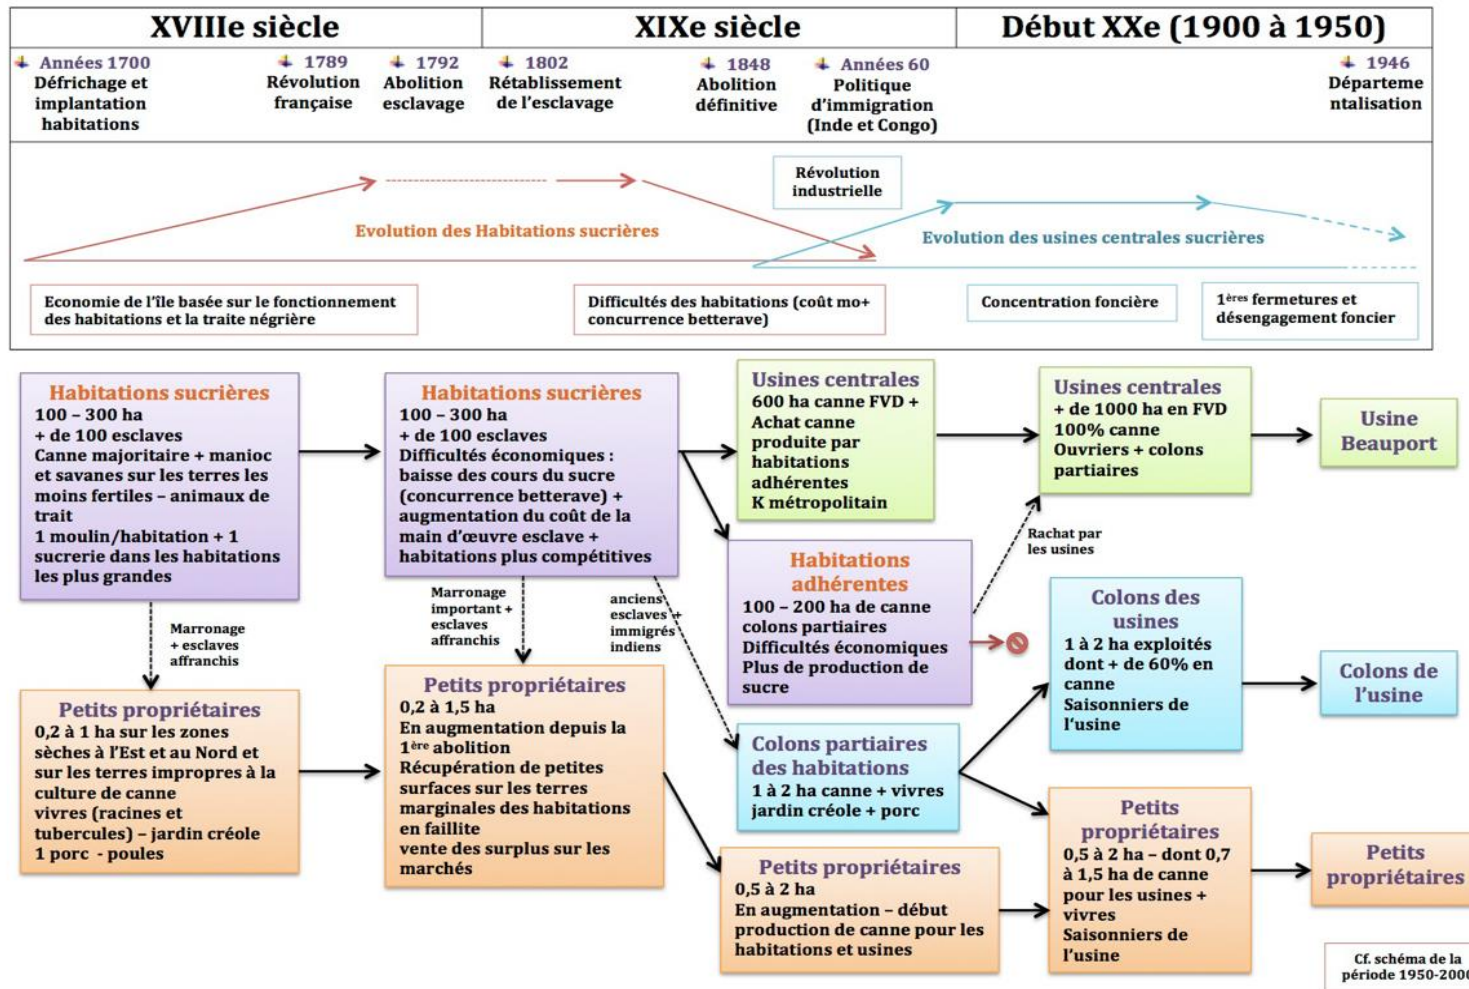 XVIIIe siècle
XIXe siècle
Début XXe (1900 à 1950)
Années 1700
Défrichage et
implantation
habitations
1789
Révolution
française
1792
Abolition
esclavage
1802
Rétablissement
de l'esclavage
1848
Abolition
définitive
Années 60
Politique
d'immigration
(Inde et Congo)
1946
Départeme
ntalisation
Révolution
industrielle
Evolution des Habitations sucrières
Evolution des usines centrales sucrières
Economie de l'île basée sur le fonctionnement
des habitations et la traite négrière
Difficultés des habitations (coût mo+
concurrence betterave)
Concentration foncière
1ères fermetures et
désengagement foncier
Habitations sucrières
100 – 300 ha
+ de 100 esclaves
Canne majoritaire + manioc
et savanes sur les terres les
moins fertiles – animaux de
trait
1 moulin/habitation + 1
sucrerie dans les habitations
les plus grandes
Habitations sucrières
100 – 300 ha
+ de 100 esclaves
Difficultés économiques :
baisse des cours du sucre
(concurrence betterave) +
augmentation du coût de la
main d'œuvre esclave +
habitations plus compétitives
Usines centrales
600 ha canne FVD +
Achat canne
produite par
habitations
adhérentes
K métropolitain
Usines centrales
+ de 1000 ha en FVD
100% canne
Ouvriers + colons
partiaires
Usine
Beauport
Rachat par
les usines
Habitations
adhérentes
100 – 200 ha de canne
colons partiaires
Difficultés économiques
Plus de production de
sucre
Marronage
+ esclaves
affranchis
Marronage
important +
esclaves
affranchis
anciens
esclaves +
immigrés
indiens
Colons des
usines
1 à 2 ha exploités
dont + de 60% en
canne
Saisonniers de
l'usine
Colons de
l'usine
Petits propriétaires
0,2 à 1 ha sur les zones
sèches à l'Est et au Nord et
sur les terres impropres à la
culture de canne
vivres (racines et
tubercules) – jardin créole
1 porc - poules
Petits propriétaires
0,2 à 1,5 ha
En augmentation depuis la
1ère abolition
Récupération de petites
surfaces sur les terres
marginales des habitations
en faillite
vente des surplus sur les
marchés
Colons partiaires
des habitations
1 à 2 ha canne + vivres
jardin créole + porc
Petits propriétaires
0,5 à 2 ha
En augmentation – début
production de canne pour les
habitations et usines
Petits
propriétaires
0,5 à 2 ha – dont 0,7
à 1,5 ha de canne
pour les usines +
vivres
Saisonniers de
l'usine
Petits
propriétaires
Cf. schéma de la
période 1950-2000